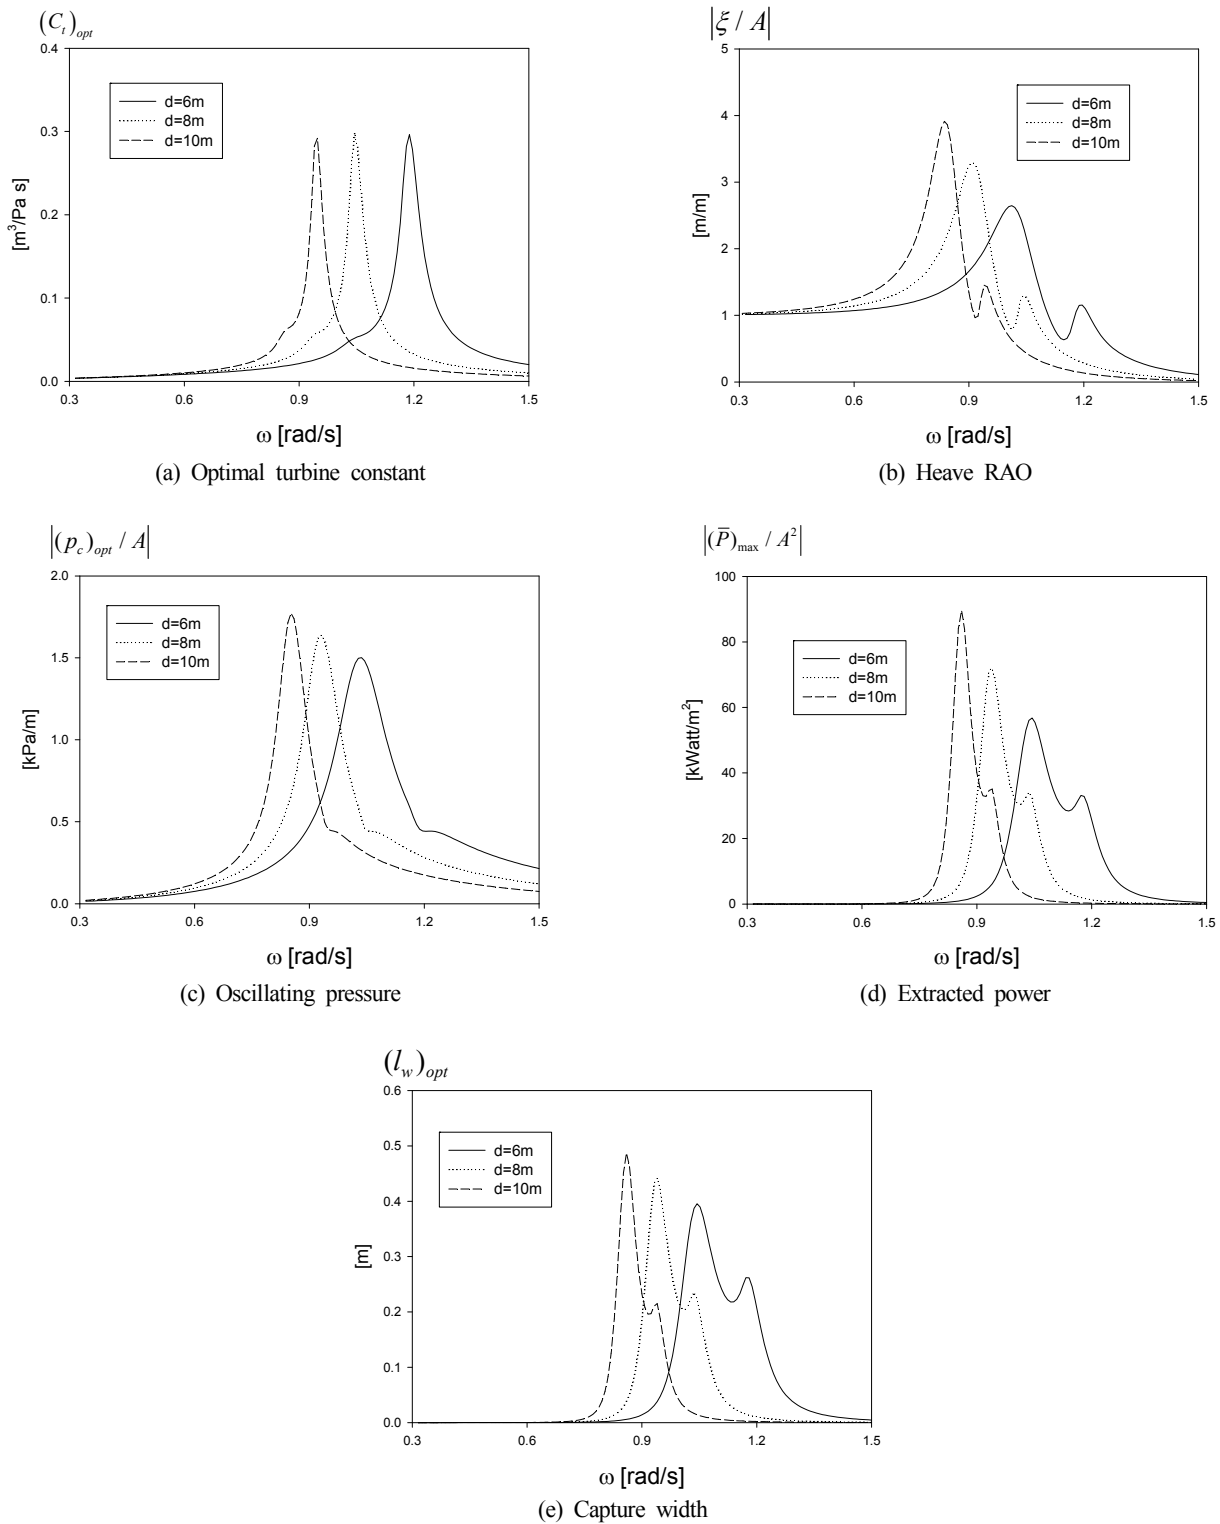 (C_t)_opt
0.4
0.3
0.2
0.1
0.0
[m³/Pa s]
d=6m
d=8m
d=10m
0.3 0.6 0.9 1.2 1.5
ω [rad/s]
(a) Optimal turbine constant
|ξ / A|
5
4
3
2
1
0
[m/m]
d=6m
d=8m
d=10m
0.3 0.6 0.9 1.2 1.5
ω [rad/s]
(b) Heave RAO
|(p_c)_opt / A|
2.0
1.5
1.0
0.5
0.0
[kPa/m]
d=6m
d=8m
d=10m
0.3 0.6 0.9 1.2 1.5
ω [rad/s]
(c) Oscillating pressure
|(P̅)_max / A²|
100
80
60
40
20
0
[kWatt/m²]
d=6m
d=8m
d=10m
0.3 0.6 0.9 1.2 1.5
ω [rad/s]
(d) Extracted power
(l_w)_opt
0.6
0.5
0.4
0.3
0.2
0.1
0.0
[m]
d=6m
d=8m
d=10m
0.3 0.6 0.9 1.2 1.5
ω [rad/s]
(e) Capture width